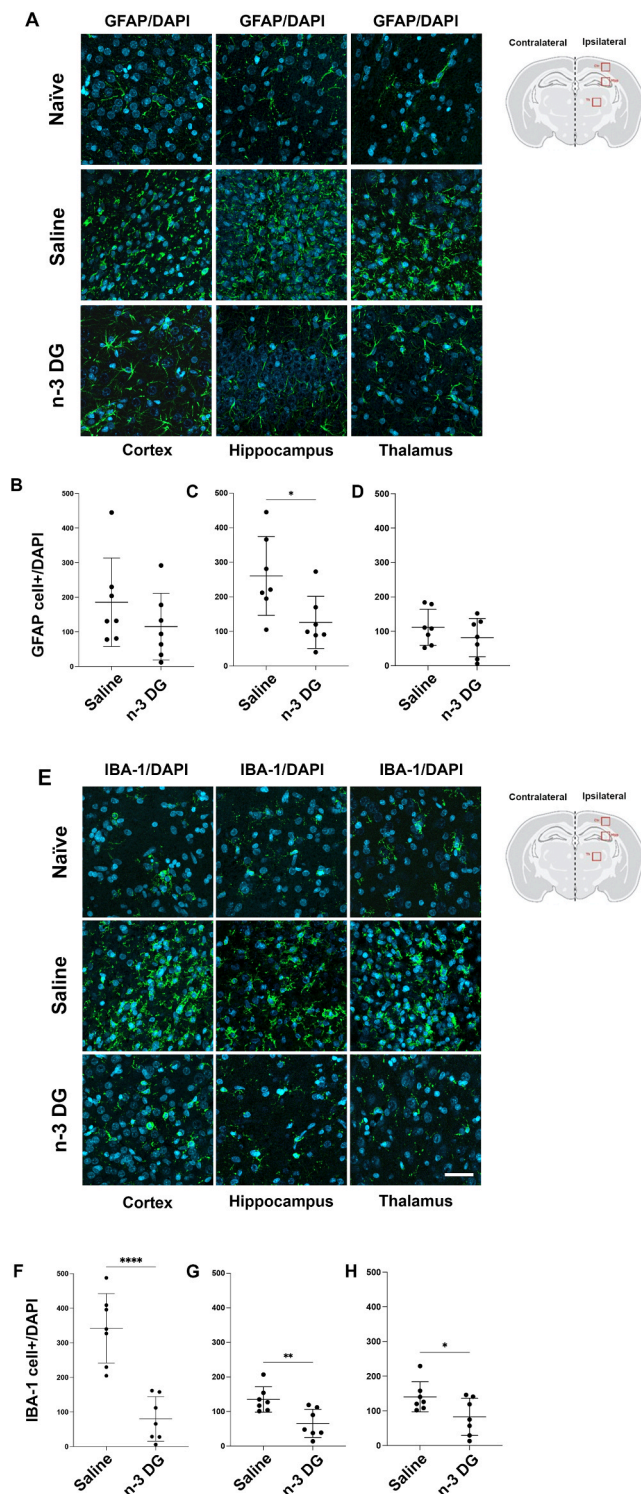 A
GFAP/DAPI GFAP/DAPI GFAP/DAPI
Contralateral Ipsilateral
Naïve
Saline
n-3 DG
Cortex Hippocampus Thalamus
B C D
GFAP cell+/DAPI
500 500 500
400 400 400
300 300 300
200 200 200
100 100 100
0 0 0
*
Saline n-3 DG Saline n-3 DG Saline n-3 DG
E
IBA-1/DAPI IBA-1/DAPI IBA-1/DAPI
Contralateral Ipsilateral
Naïve
Saline
n-3 DG
Cortex Hippocampus Thalamus
F G H
IBA-1 cell+/DAPI
500 500 500
400 400 400
300 300 300
200 200 200
100 100 100
0 0 0
**** ** *
Saline n-3 DG Saline n-3 DG Saline n-3 DG